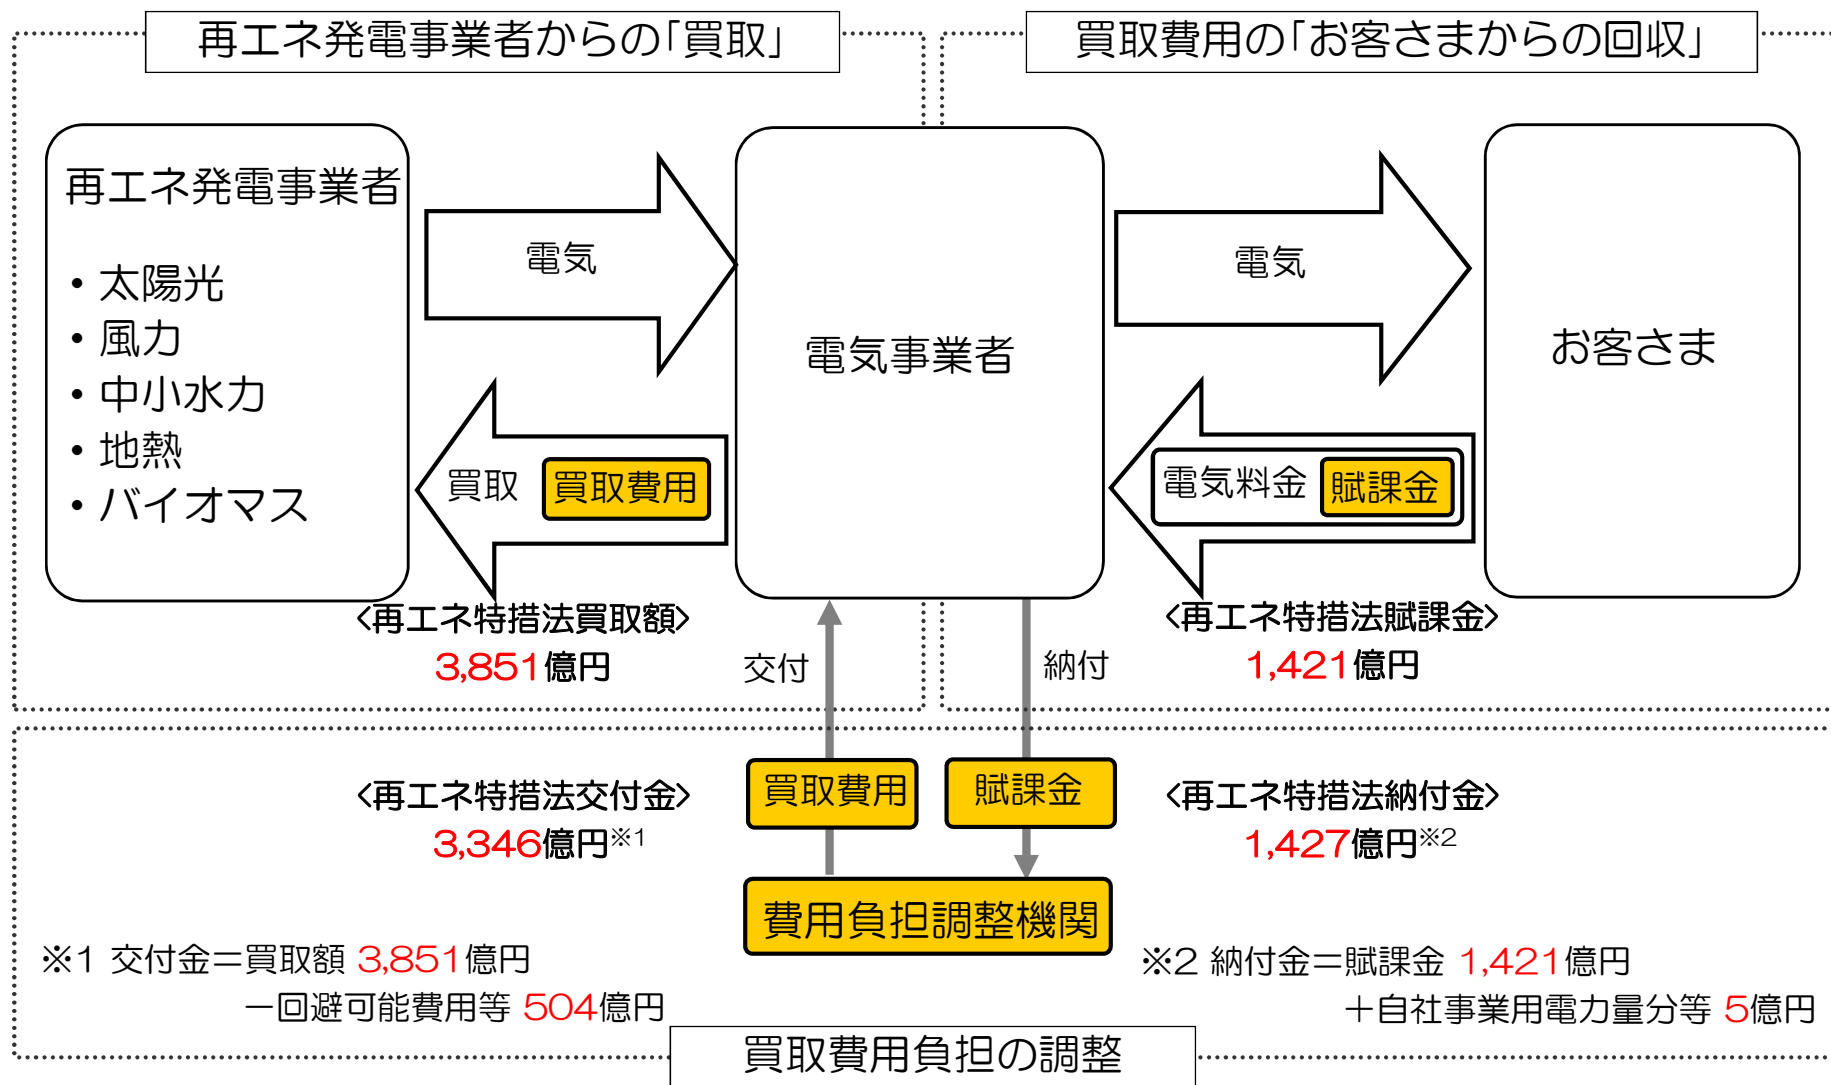 再エネ発電事業者からの「買取」
買取費用の「お客さまからの回収」
再エネ発電事業者
・太陽光
・風力
・中小水力
・地熱
・バイオマス
電気
買取 買取費用
電気事業者
電気
電気料金 賦課金
お客さま
<再エネ特措法買取額>
3,851億円
交付
納付
<再エネ特措法賦課金>
1,421億円
<再エネ特措法交付金>
3,346億円※1
買取費用
賦課金
<再エネ特措法納付金>
1,427億円※2
費用負担調整機関
※1 交付金＝買取額 3,851億円
－回避可能費用等 504億円
※2 納付金＝賦課金 1,421億円
＋自社事業用電力量分等 5億円
買取費用負担の調整